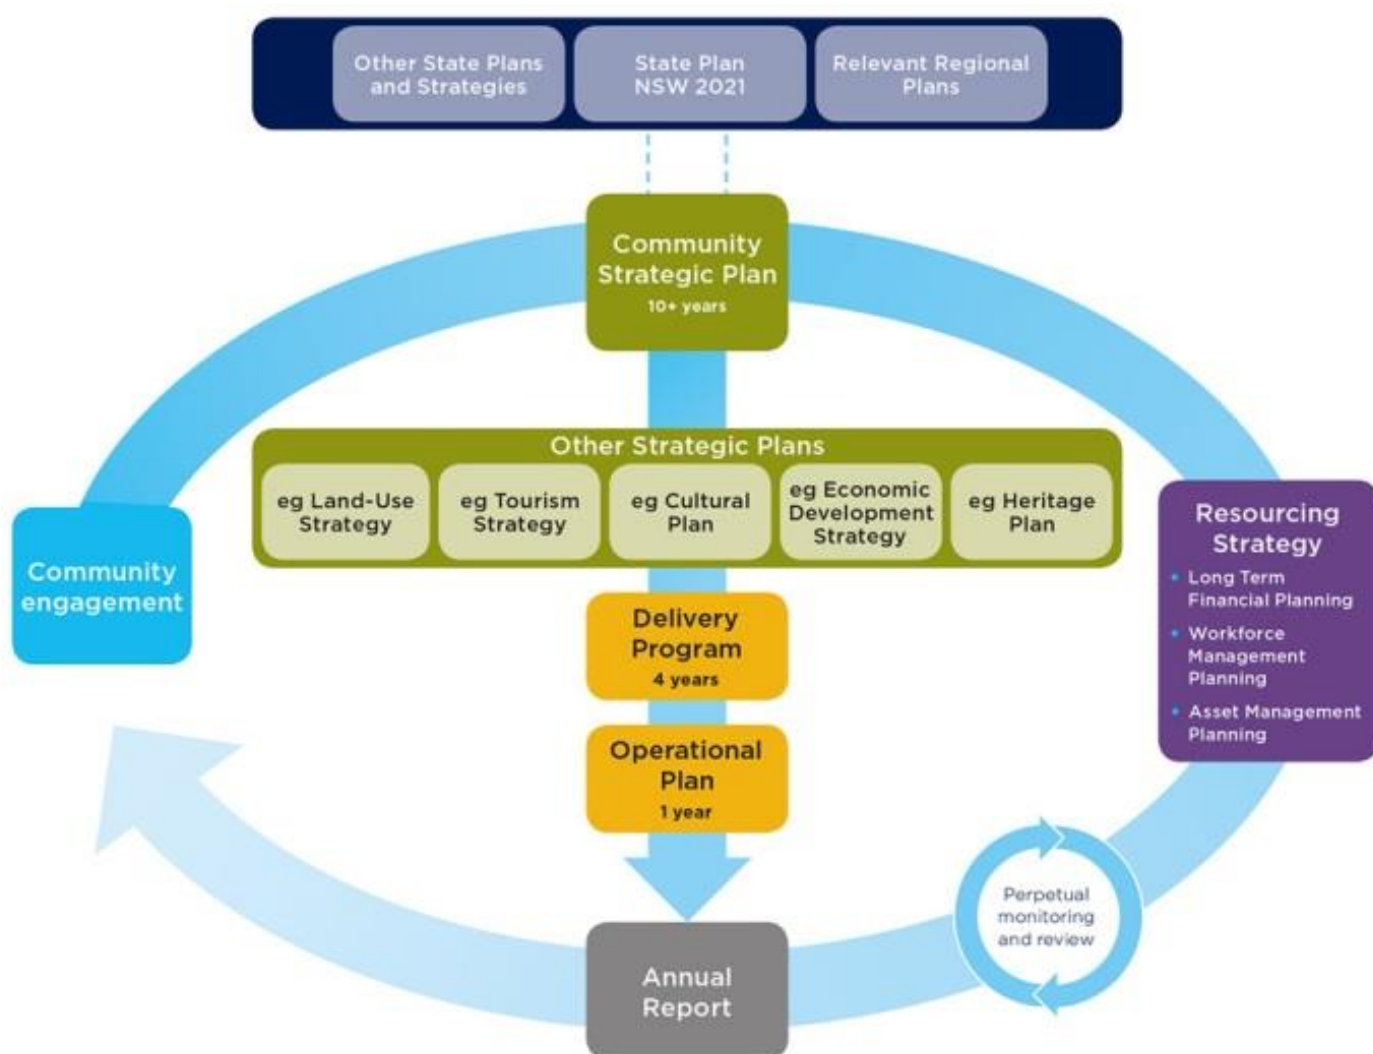 Other State Plans
and Strategies
State Plan
NSW 2021
Relevant Regional
Plans
Community
Strategic Plan
10+ years
Other Strategic Plans
eg Land-Use
Strategy
eg Tourism
Strategy
eg Cultural
Plan
eg Economic
Development
Strategy
eg Heritage
Plan
Community
engagement
Resourcing
Strategy
• Long Term
Financial Planning
• Workforce
Management
Planning
• Asset Management
Planning
Delivery
Program
4 years
Operational
Plan
1 year
Perpetual
monitoring
and review
Annual
Report